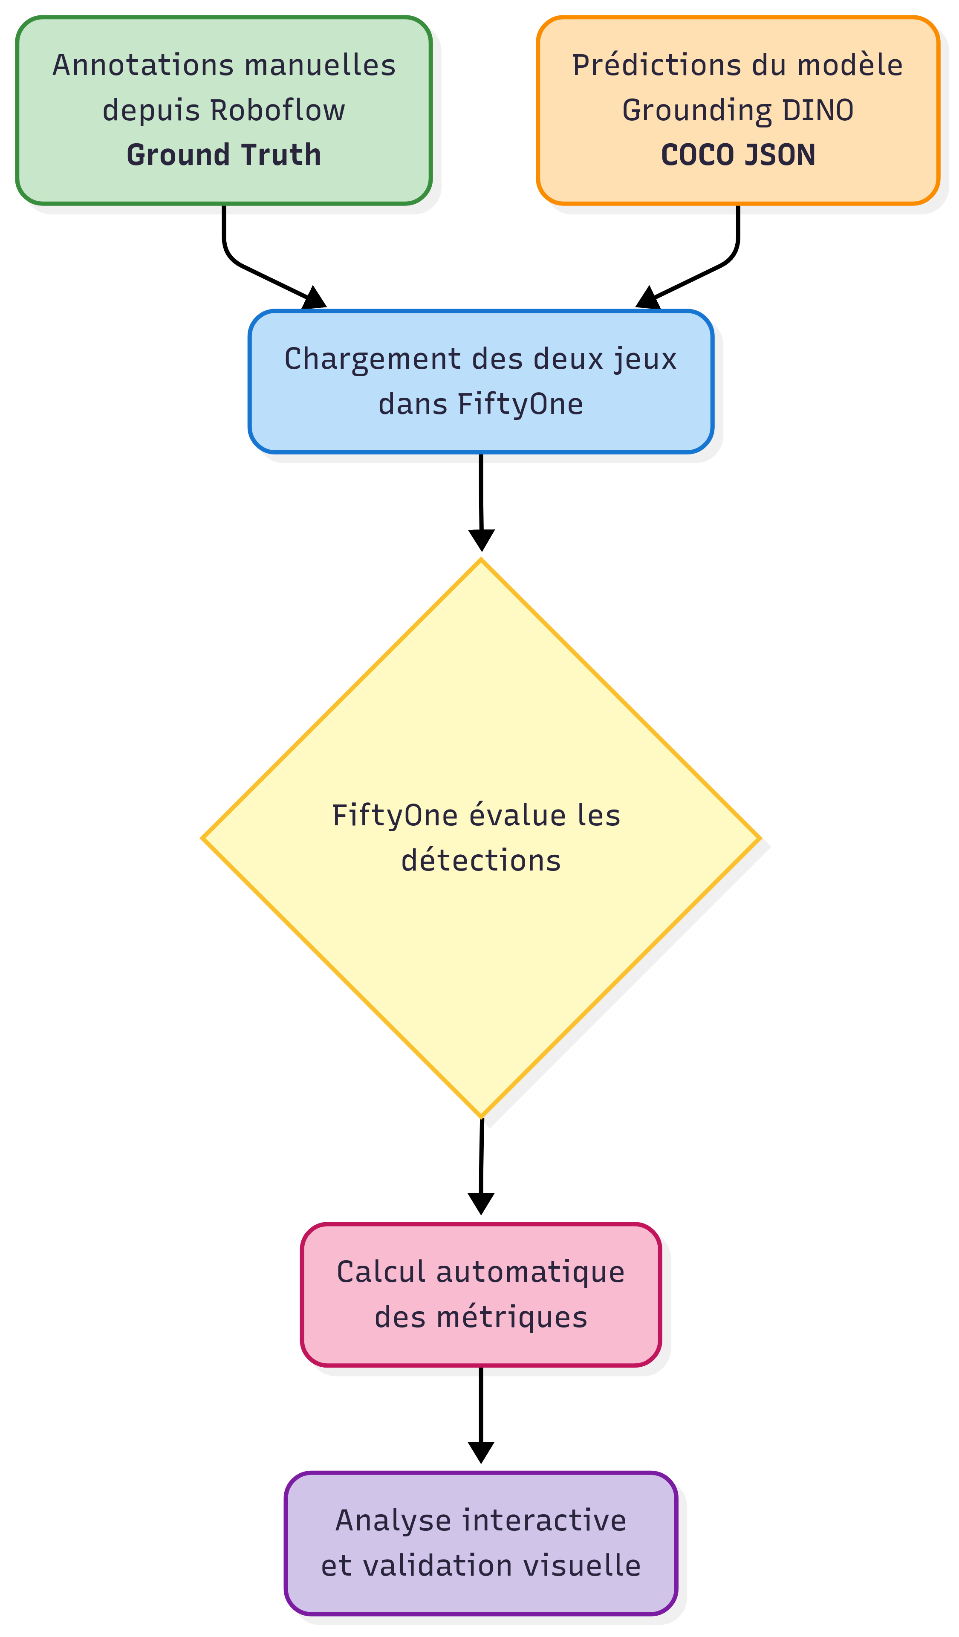 Annotations manuelles
depuis Roboflow
Ground Truth
Prédictions du modèle
Grounding DINO
COCO JSON
Chargement des deux jeux
dans FiftyOne
FiftyOne évalue les
détections
Calcul automatique
des métriques
Analyse interactive
et validation visuelle